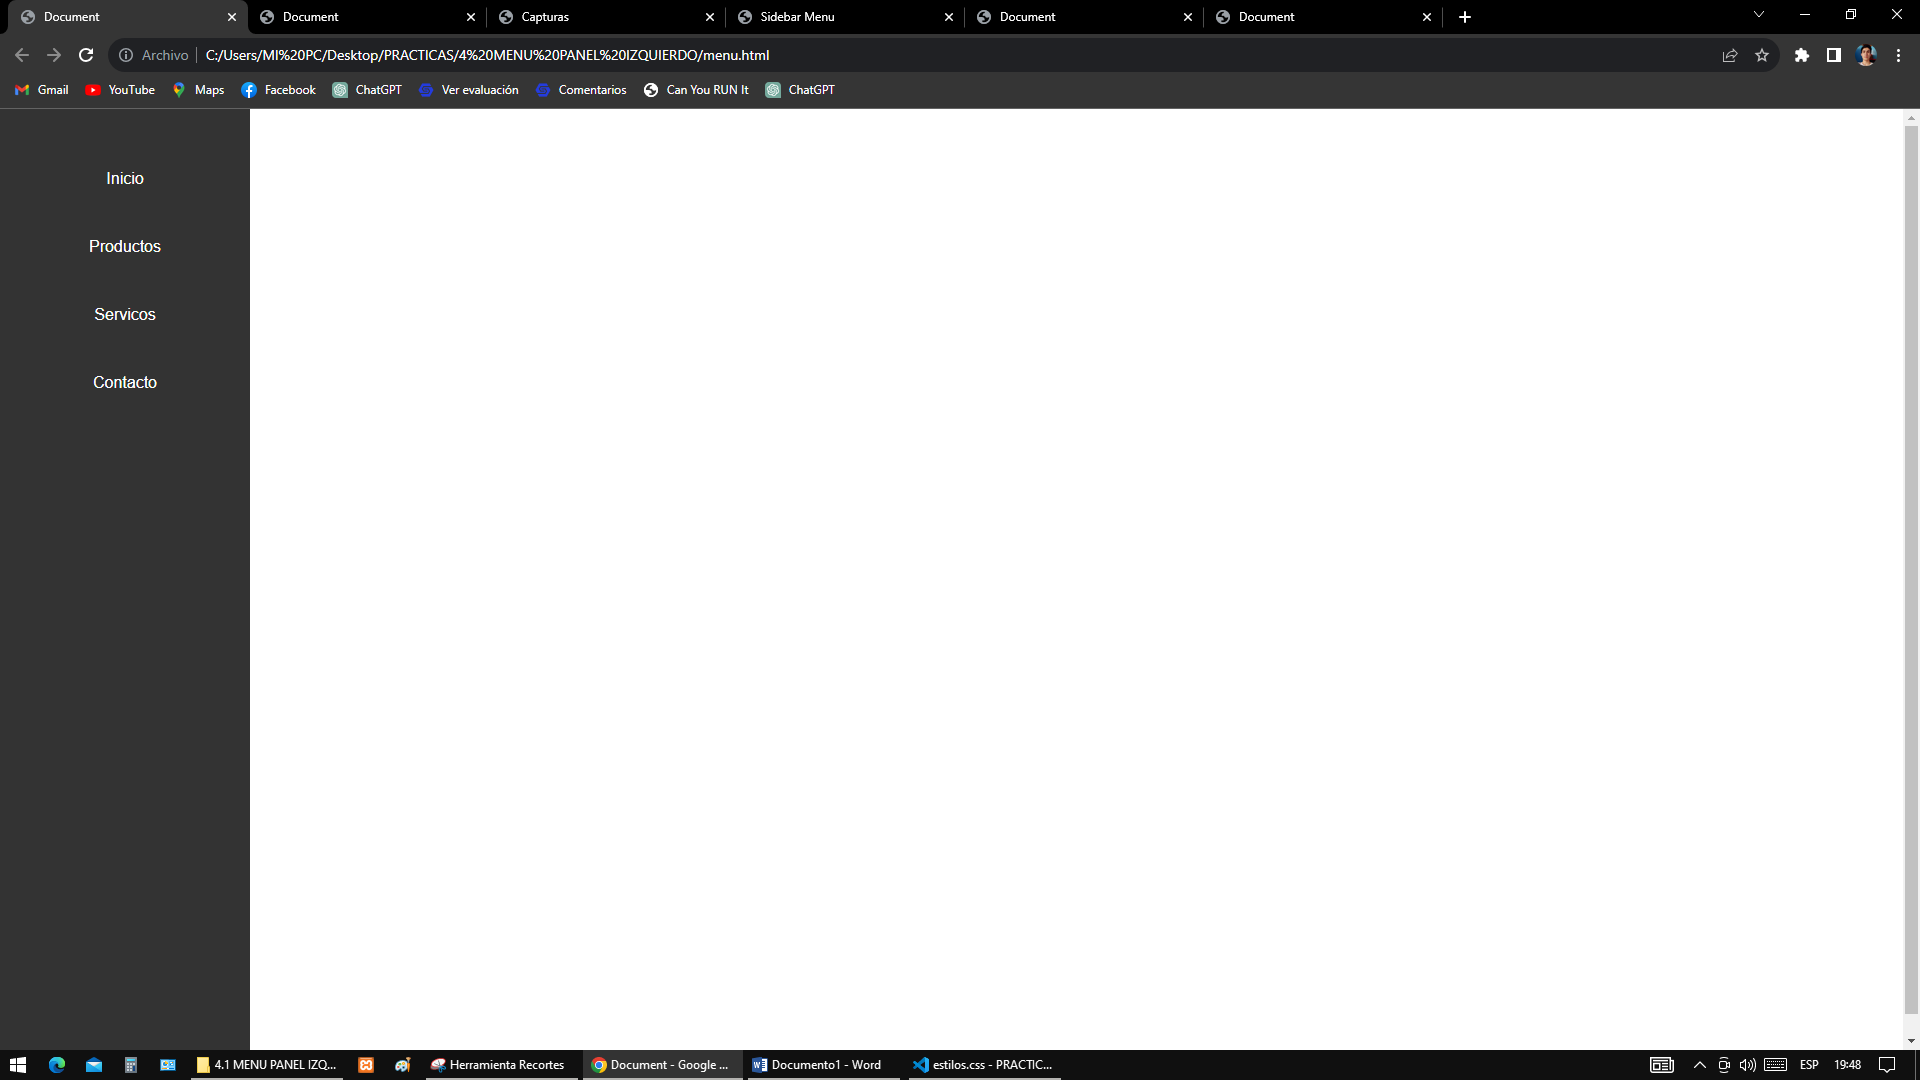 Document Document Capturas Sidebar Menu Document Document
Archivo C:/Users/MI%20PC/Desktop/PRACTICAS/4%20MENU%20PANEL%20IZQUIERDO/menu.html
Gmail YouTube Maps Facebook ChatGPT Ver evaluación Comentarios Can You RUN It ChatGPT
Inicio
Productos
Servicos
Contacto
4.1 MENU PANEL IZQ... Herramienta Recortes Document - Google ... Documento1 - Word estilos.css - PRACTIC... ESP 19:48